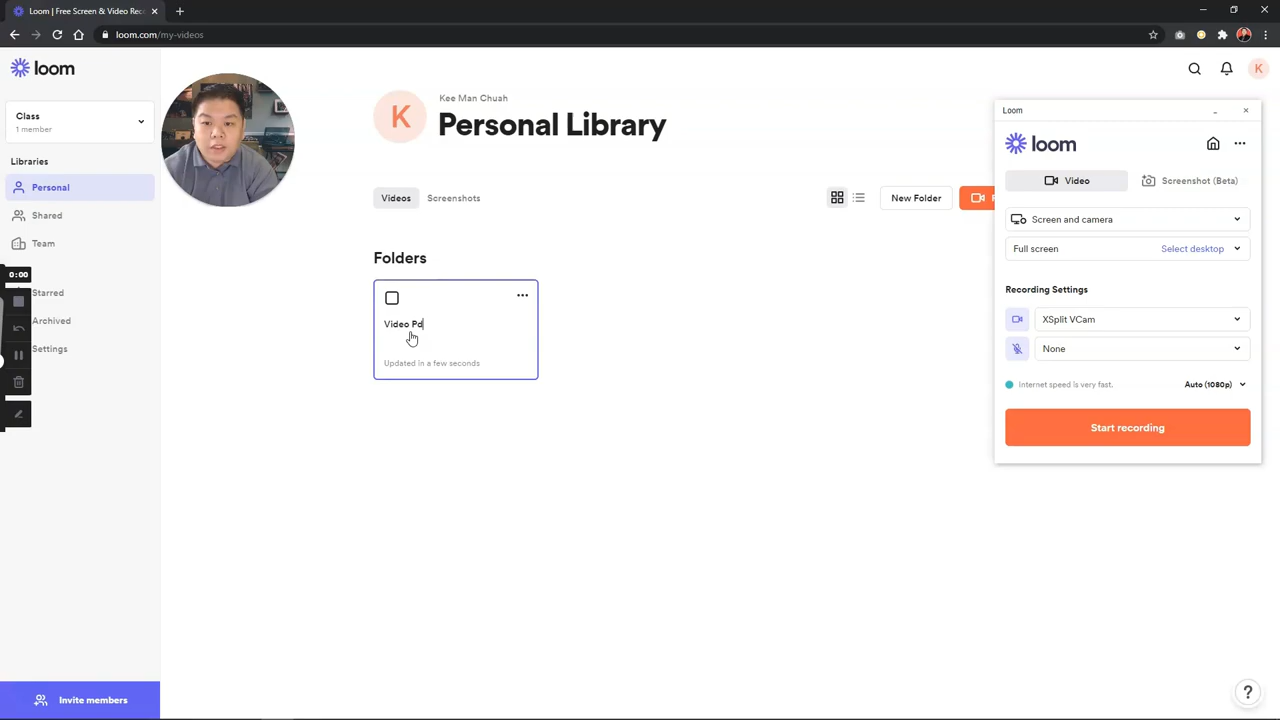 Loom | Free Screen & Video Rec
loom.com/my-videos
loom
Class
1 member
Libraries
Personal
Shared
Team
0:00
Starred
Archived
Settings
Invite members
K
Kee Man Chuah
Personal Library
K
Videos
Screenshots
New Folder
Folders
Video Pd
Updated in a few seconds
Loom
loom
Video
Screenshot (Beta)
Screen and camera
Full screen
Select desktop
Recording Settings
XSplit VCam
None
Internet speed is very fast.
Auto (1080p)
Start recording
?